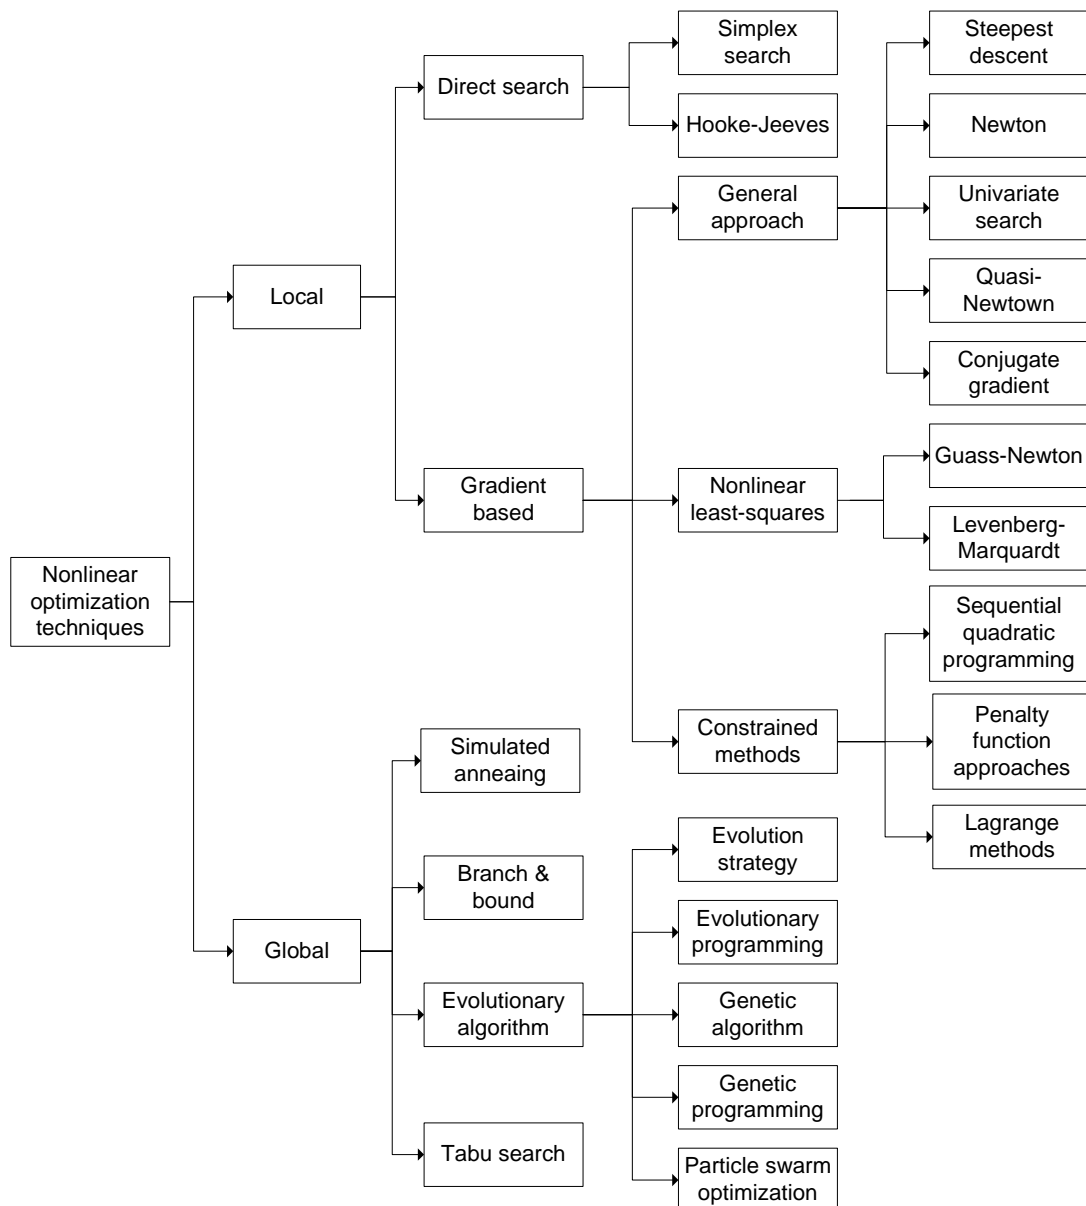 Simplex
search
Steepest
descent
Direct search
Hooke-Jeeves
Newton
General
approach
Univariate
search
Local
Quasi-
Newtown
Conjugate
gradient
Gradient
based
Nonlinear
least-squares
Guass-Newton
Levenberg-
Marquardt
Nonlinear
optimization
techniques
Sequential
quadratic
programming
Constrained
methods
Penalty
function
approaches
Simulated
anneaing
Lagrange
methods
Evolution
strategy
Branch &
bound
Evolutionary
programming
Global
Evolutionary
algorithm
Genetic
algorithm
Genetic
programming
Tabu search
Particle swarm
optimization